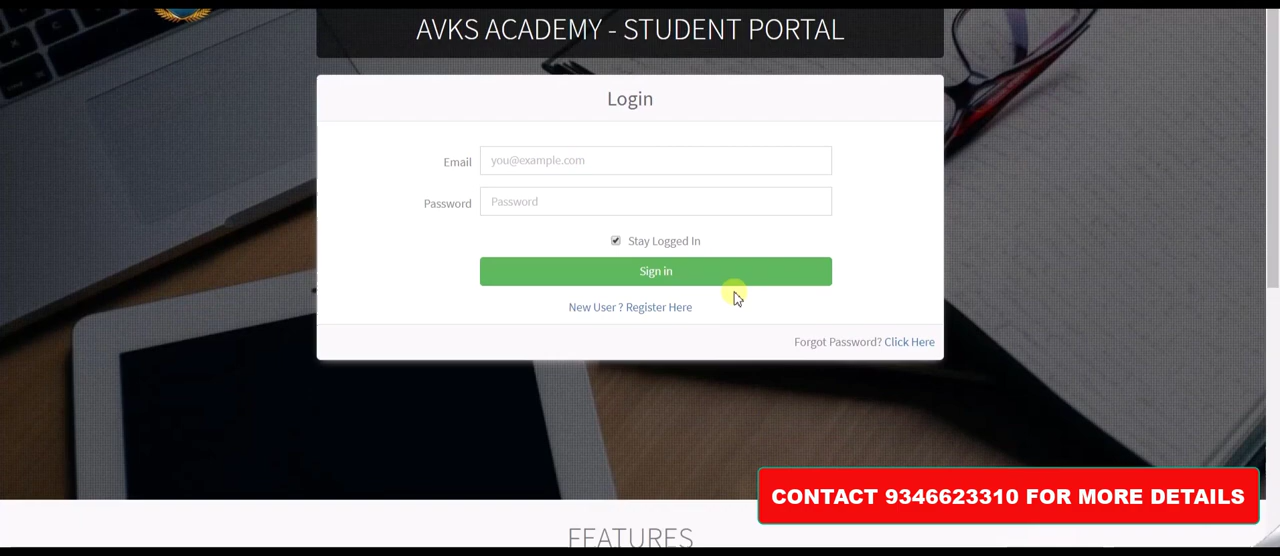 AVKS ACADEMY - STUDENT PORTAL
Login
Email
you@example.com
Password
Password
Stay Logged In
Sign in
New User ? Register Here
Forgot Password? Click Here
CONTACT 9346623310 FOR MORE DETAILS
FEATURES